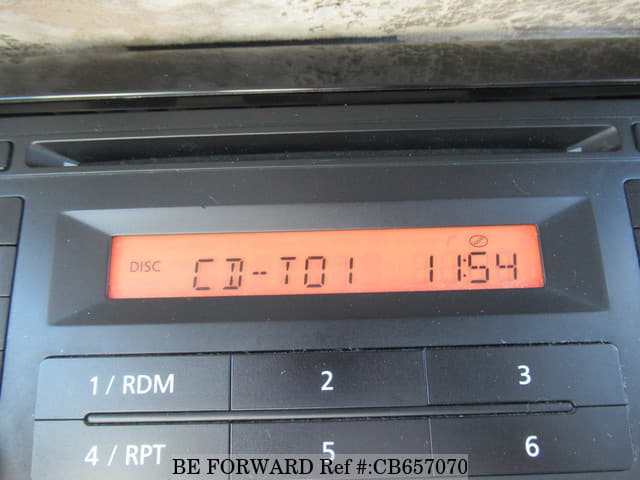 DISC CD--T01 11:54
1 / RDM 2 3
4 / RPT 5 6
BE FORWARD Ref #:CB657070